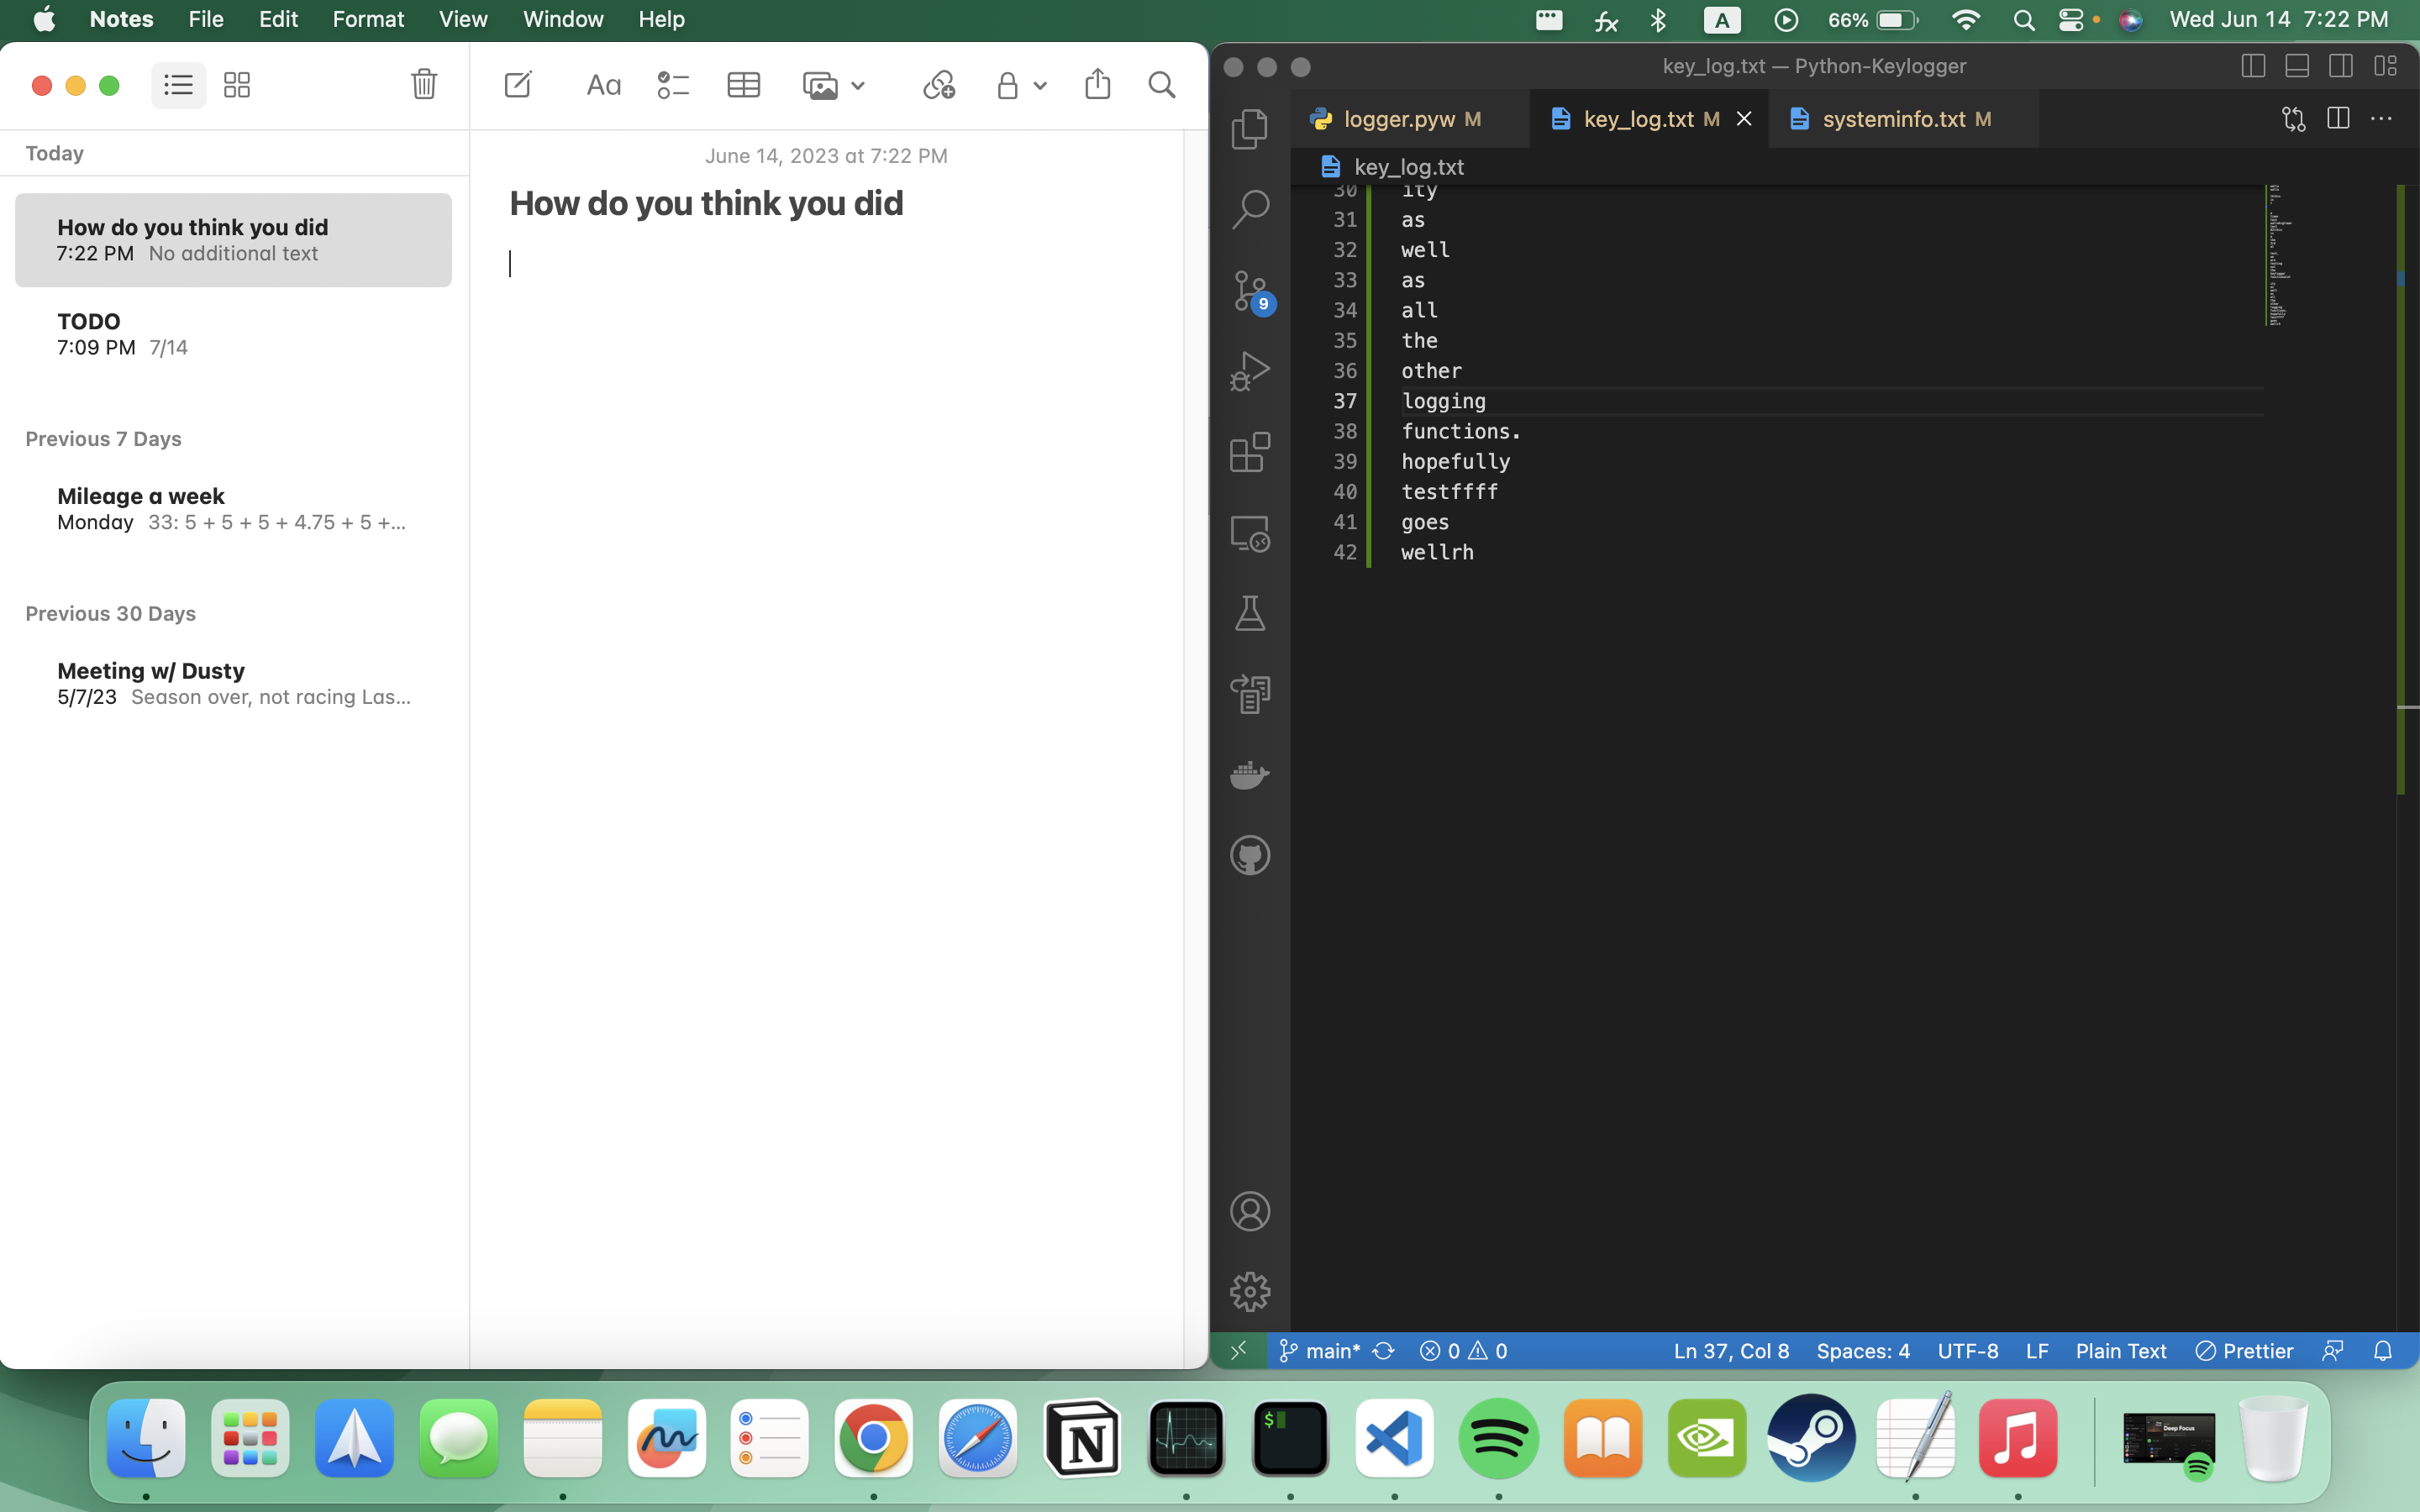 Notes File Edit Format View Window Help
A 66% Wed Jun 14 7:22 PM
Aa
Today
How do you think you did
7:22 PM No additional text
TODO
7:09 PM 7/14
Previous 7 Days
Mileage a week
Monday 33: 5 + 5 + 5 + 4.75 + 5 +...
Previous 30 Days
Meeting w/ Dusty
5/7/23 Season over, not racing Las...
June 14, 2023 at 7:22 PM
How do you think you did
key_log.txt — Python-Keylogger
logger.pyw M key_log.txt M systeminfo.txt M
key_log.txt
30 ity
31 as
32 well
33 as
34 all
35 the
36 other
37 logging
38 functions.
39 hopefully
40 testffff
41 goes
42 wellrh
9
main* 0 0 Ln 37, Col 8 Spaces: 4 UTF-8 LF Plain Text Prettier
N $ Deep Focus